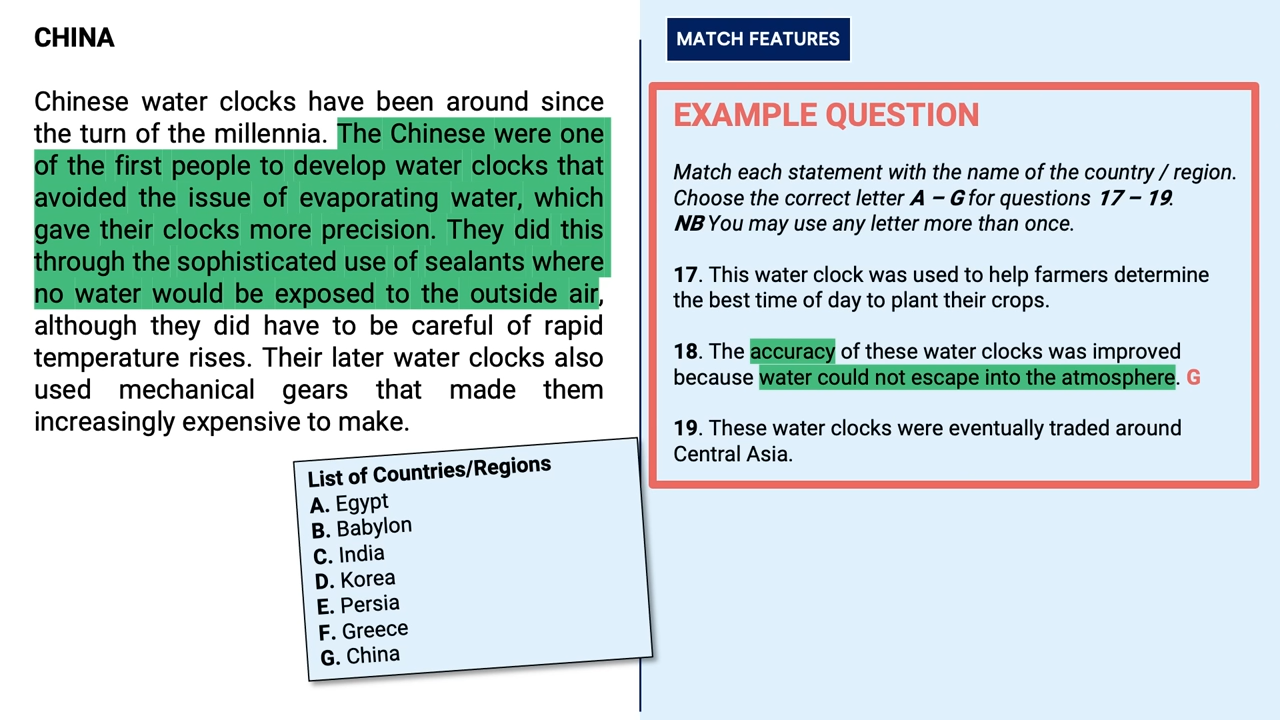 CHINA
Chinese water clocks have been around since
the turn of the millennia. The Chinese were one
of the first people to develop water clocks that
avoided the issue of evaporating water, which
gave their clocks more precision. They did this
through the sophisticated use of sealants where
no water would be exposed to the outside air,
although they did have to be careful of rapid
temperature rises. Their later water clocks also
used mechanical gears that made them
increasingly expensive to make.
List of Countries/Regions
A. Egypt
B. Babylon
C. India
D. Korea
E. Persia
F. Greece
G. China
MATCH FEATURES
EXAMPLE QUESTION
Match each statement with the name of the country / region.
Choose the correct letter A – G for questions 17 – 19.
NB You may use any letter more than once.
17. This water clock was used to help farmers determine
the best time of day to plant their crops.
18. The accuracy of these water clocks was improved
because water could not escape into the atmosphere. G
19. These water clocks were eventually traded around
Central Asia.